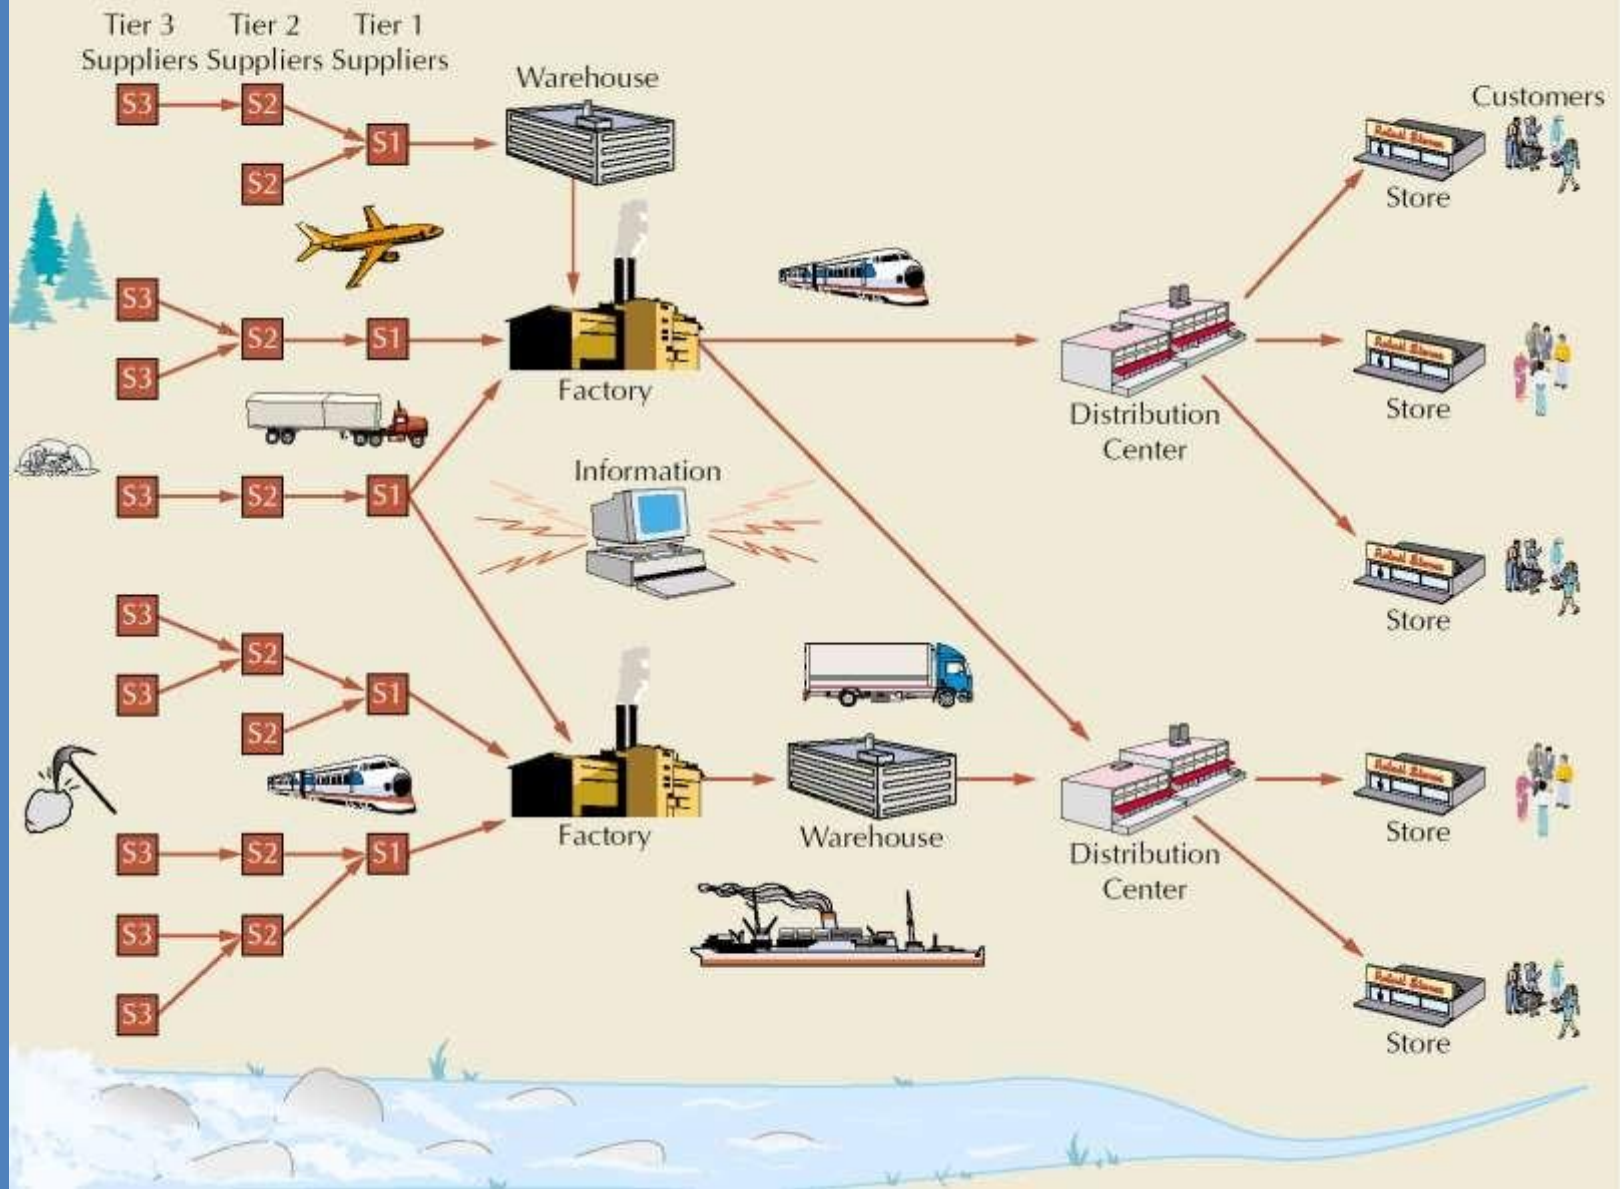 Tier 3
Suppliers
Tier 2
Suppliers
Tier 1
Suppliers
Warehouse
Customers
S3
S2
S1
S2
Store
S3
S2
S1
S3
Factory
Distribution
Center
Store
S3
S2
S1
Information
Store
S3
S2
S3
S1
S2
Factory
Warehouse
Distribution
Center
Store
S3
S2
S1
S3
S2
S3
Store